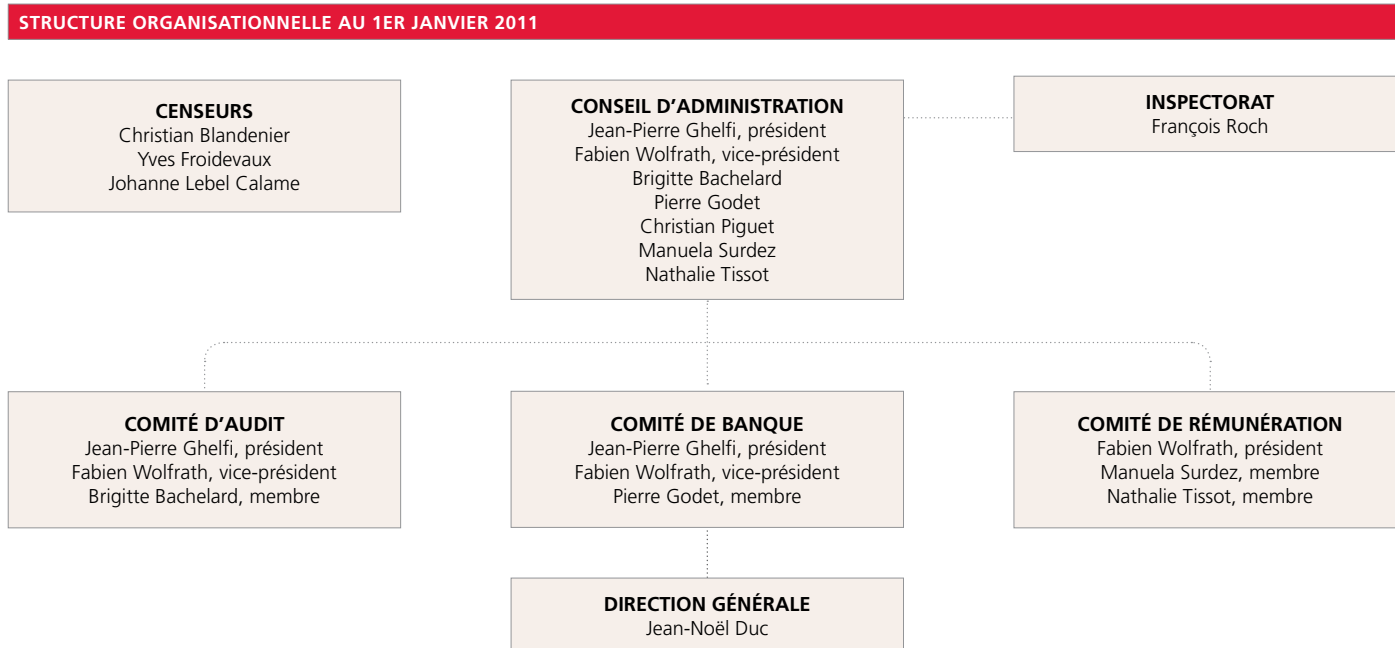 STRUCTURE ORGANISATIONNELLE AU 1ER JANVIER 2011
CENSEURS
Christian Blandenier
Yves Froidevaux
Johanne Lebel Calame
CONSEIL D'ADMINISTRATION
Jean-Pierre Ghelfi, président
Fabien Wolfrath, vice-président
Brigitte Bachelard
Pierre Godet
Christian Piguet
Manuela Surdez
Nathalie Tissot
INSPECTORAT
François Roch
COMITÉ D'AUDIT
Jean-Pierre Ghelfi, président
Fabien Wolfrath, vice-président
Brigitte Bachelard, membre
COMITÉ DE BANQUE
Jean-Pierre Ghelfi, président
Fabien Wolfrath, vice-président
Pierre Godet, membre
COMITÉ DE RÉMUNÉRATION
Fabien Wolfrath, président
Manuela Surdez, membre
Nathalie Tissot, membre
DIRECTION GÉNÉRALE
Jean-Noël Duc